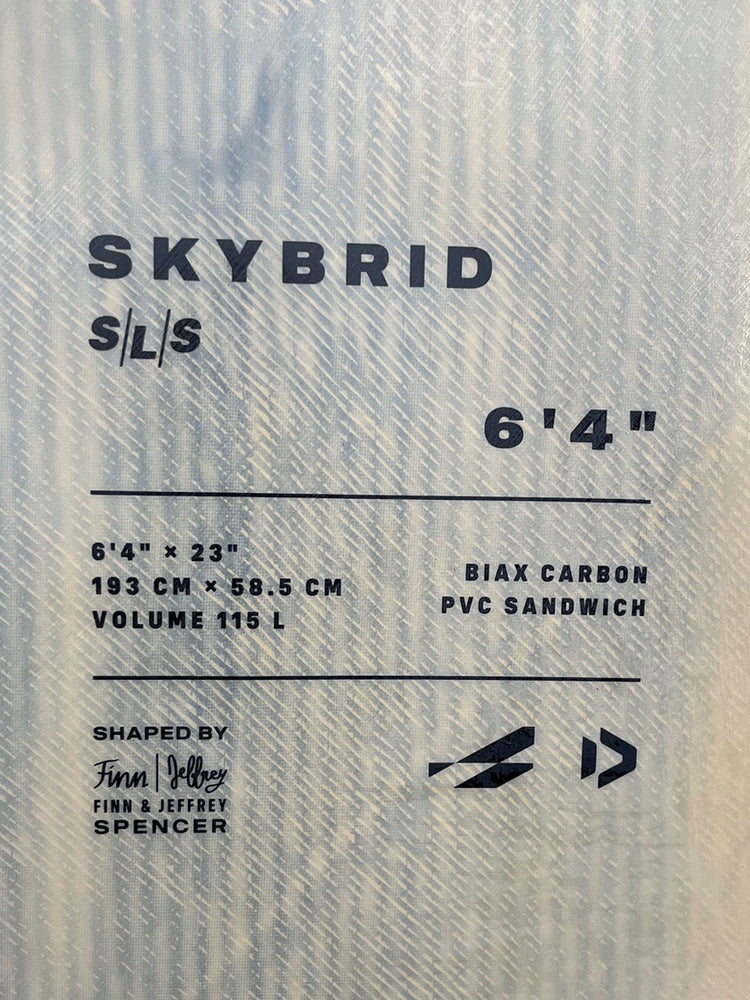 SKYBRID
S/L/S
6'4"
6'4" × 23"
193 CM × 58.5 CM
VOLUME 115 L
BIAX CARBON
PVC SANDWICH
SHAPED BY
Finn | Jeffrey
FINN & JEFFREY
SPENCER